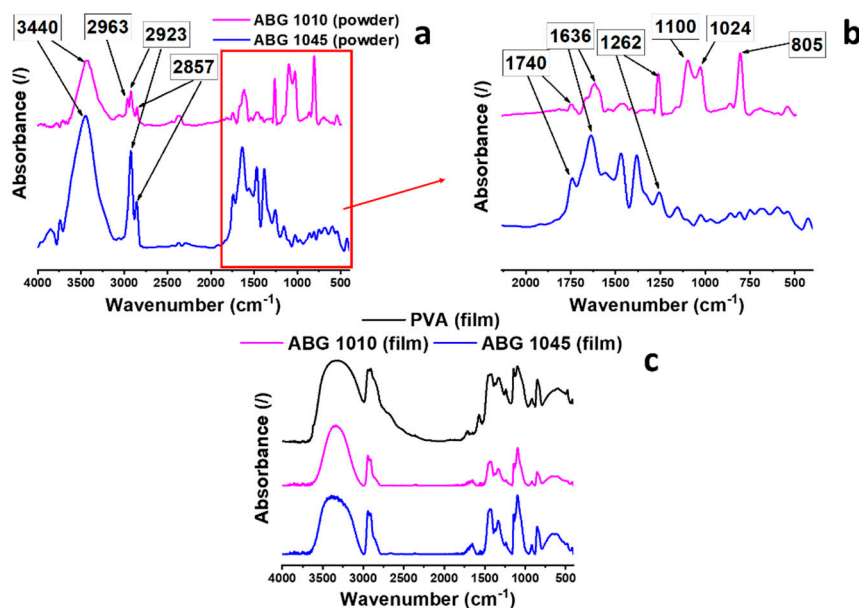 ABG 1010 (powder)
ABG 1045 (powder)
a
3440
2963
2923
2857
Absorbance (/)
4000 3500 3000 2500 2000 1500 1000 500
Wavenumber (cm⁻¹)
b
1740
1636
1262
1100
1024
805
Absorbance (/)
2000 1750 1500 1250 1000 750 500
Wavenumber (cm⁻¹)
PVA (film)
ABG 1010 (film) ABG 1045 (film)
c
Absorbance (/)
4000 3500 3000 2500 2000 1500 1000 500
Wavenumber (cm⁻¹)